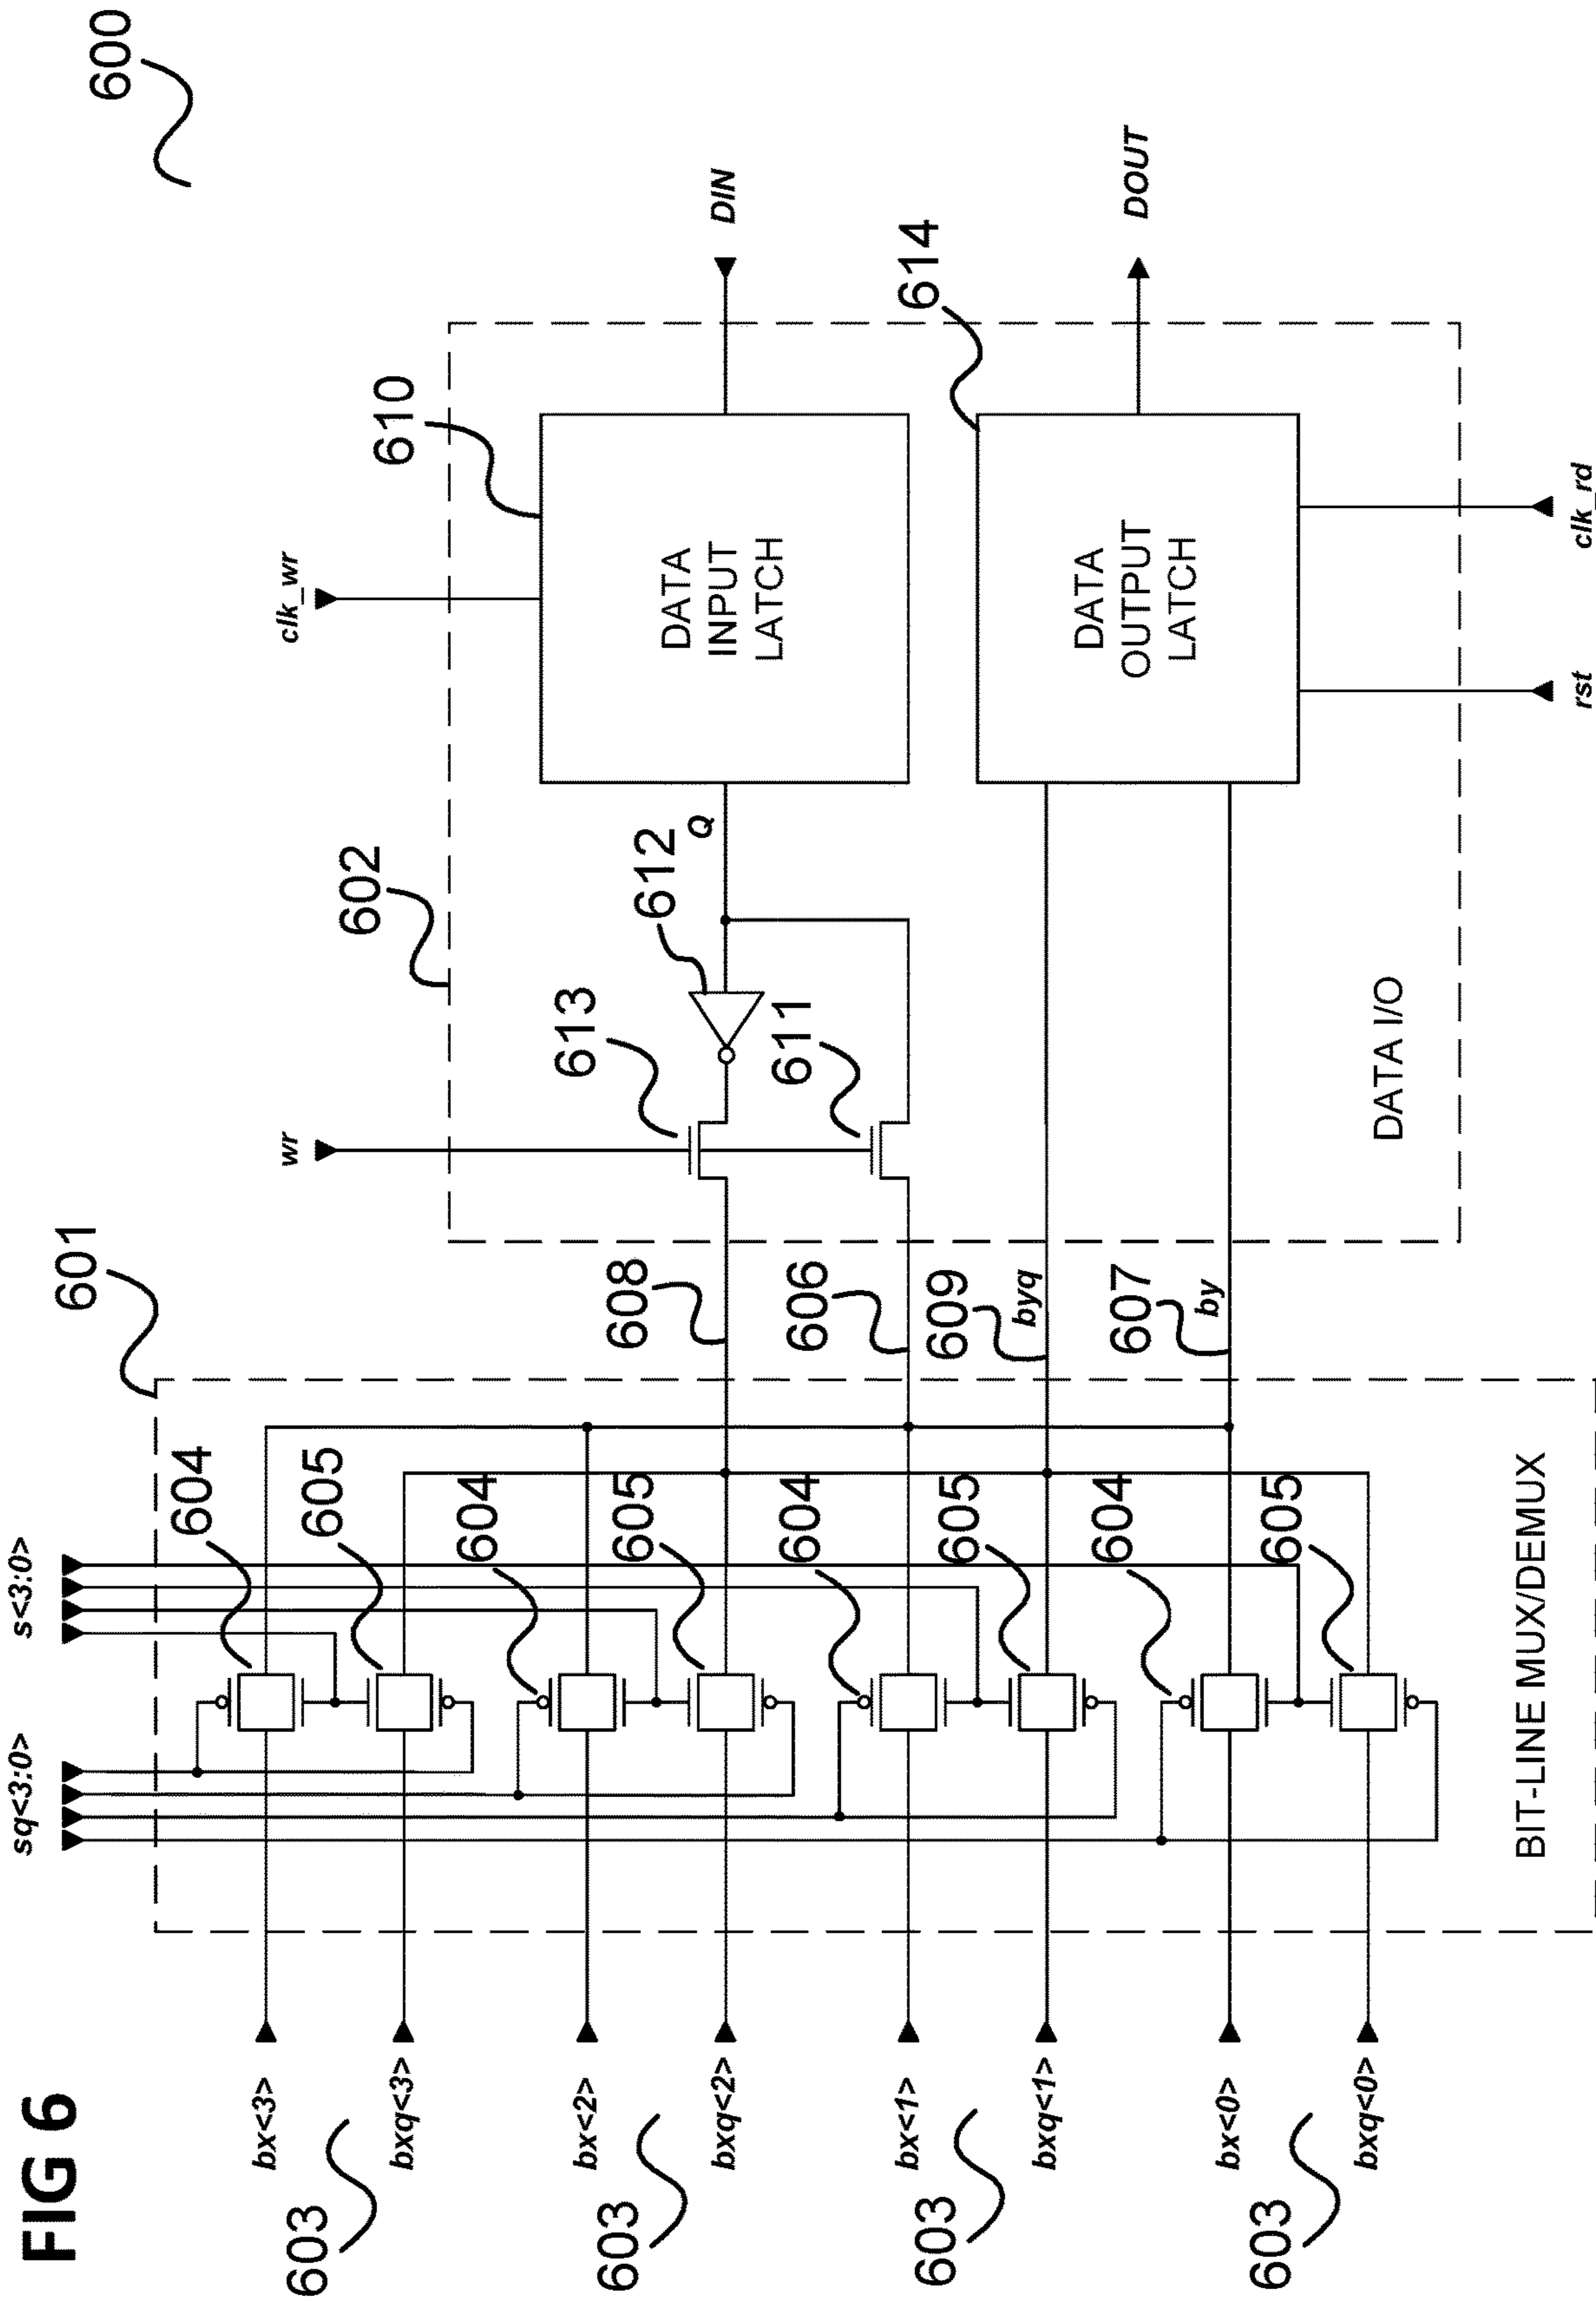 FIG 6
600
601
sq<3:0>
s<3:0>
wr
clk_wr
602
610
604
605
604
605
604
605
604
605
613
612
Q
611
608
606
609
byq
607
by
DATA
INPUT
LATCH
DIN
614
DATA
OUTPUT
LATCH
DOUT
bx<3>
bxq<3>
603
bx<2>
bxq<2>
603
bx<1>
bxq<1>
603
bx<0>
bxq<0>
603
BIT-LINE MUX/DEMUX
DATA I/O
rst
clk_rd